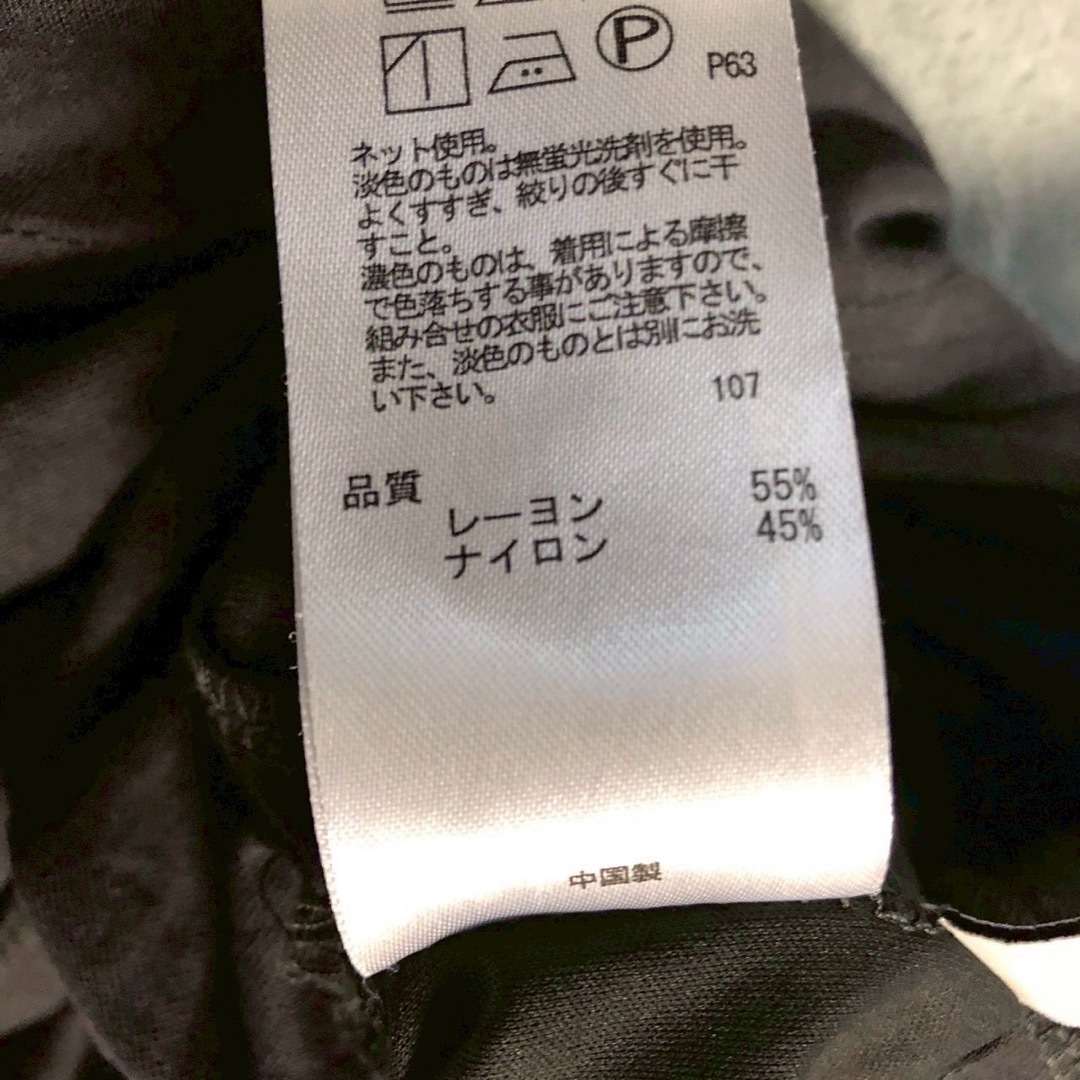 P
P63
ネット使用。
淡色のものは無蛍光洗剤を使用。
よくすすぎ、絞りの後すぐに干
すこと。
濃色のものは、着用による摩擦
で色落ちする事がありますので、
組み合せの衣服にご注意下さい。
また、淡色のものとは別にお洗
い下さい。 107
品質
レーヨン 55%
ナイロン 45%
中国製